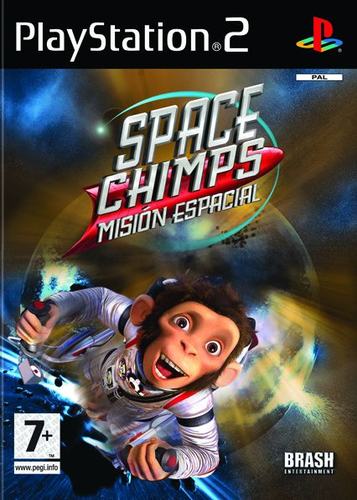 PlayStation®2
PAL
SPACE
CHIMPS
MISIÓN ESPACIAL
7+
www.pegi.info
BRASH
ENTERTAINMENT